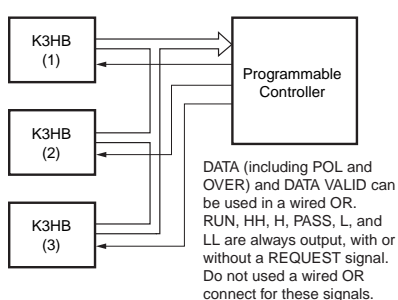 K3HB
(1)
Programmable
Controller
K3HB
(2)
K3HB
(3)
DATA (including POL and
OVER) and DATA VALID can
be used in a wired OR.
RUN, HH, H, PASS, L, and
LL are always output, with or
without a REQUEST signal.
Do not used a wired OR
connect for these signals.